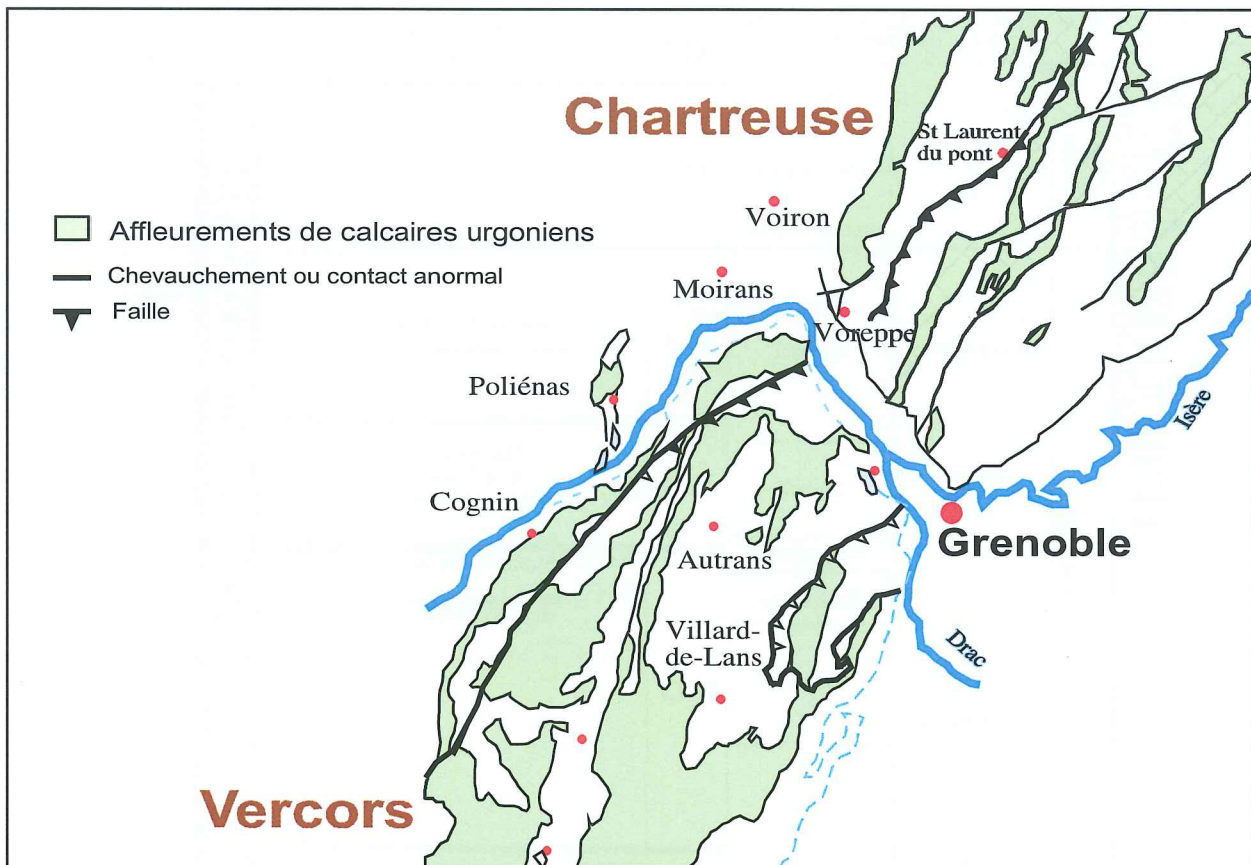 Chartreuse
St Laurent
du pont
Voiron
Affleurements de calcaires urgoniens
Chevauchement ou contact anormal
Faille
Moirans
Voreppe
Poliénas
Isère
Cognin
Grenoble
Autrans
Villard-
de-Lans
Drac
Vercors